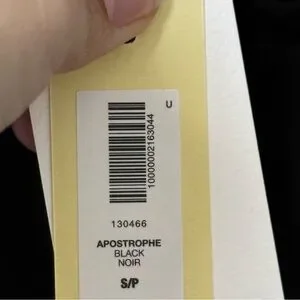 U
10000002163044
130466
APOSTROPHE
BLACK
NOIR
S/P